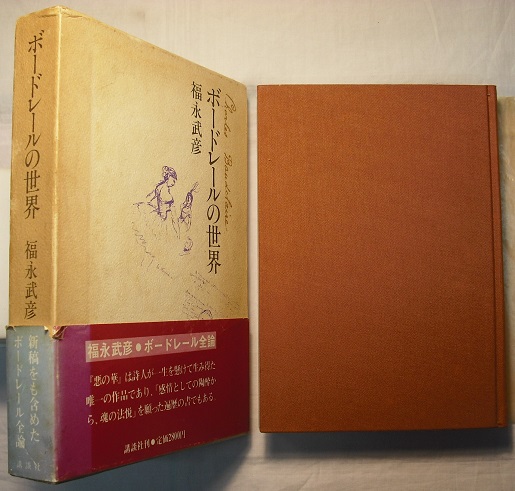 ボードレールの世界
福永武彦
新稿をも含めた
ボードレール全論
講談社
Charles Baudelaire
ボードレールの世界
福永武彦
福永武彦●ボードレール全論
『悪の華』は詩人が一生を懸けて生み得た
唯一の作品であり、「感情としての陶酔か
ら、魂の法悦」を願った遍歴の書でもある。
講談社刊●定価2800円